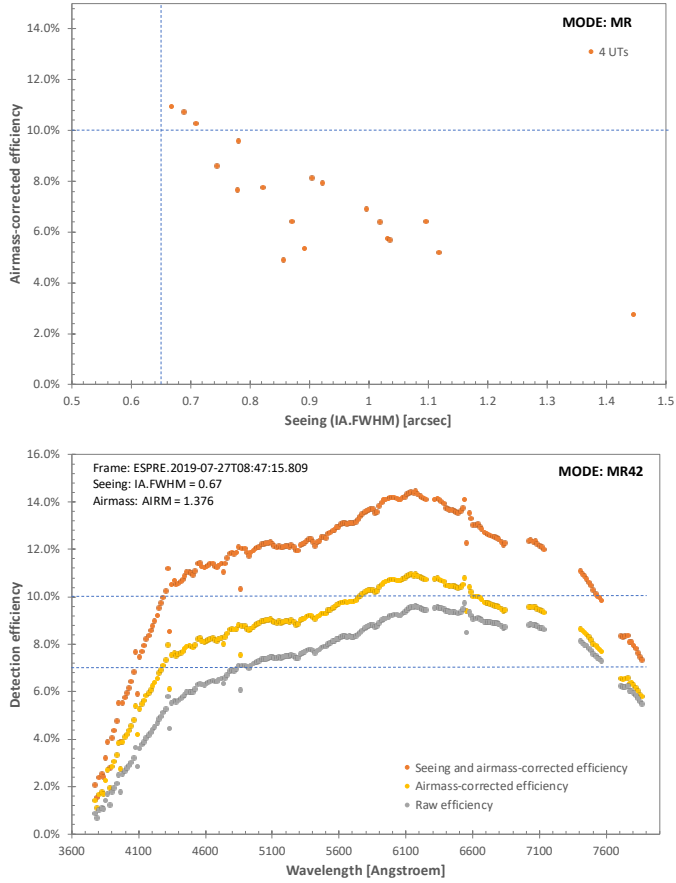 MODE: MR
4 UTs
14.0%
12.0%
10.0%
8.0%
6.0%
4.0%
2.0%
0.0%
Airmass-corrected efficiency
0.5 0.6 0.7 0.8 0.9 1 1.1 1.2 1.3 1.4 1.5
Seeing (IA.FWHM) [arcsec]
Frame: ESPRE.2019-07-27T08:47:15.809
Seeing: IA.FWHM = 0.67
Airmass: AIRM = 1.376
MODE: MR42
16.0%
14.0%
12.0%
10.0%
8.0%
6.0%
4.0%
2.0%
0.0%
Detection efficiency
Seeing and airmass-corrected efficiency
Airmass-corrected efficiency
Raw efficiency
3600 4100 4600 5100 5600 6100 6600 7100 7600
Wavelength [Angstroem]